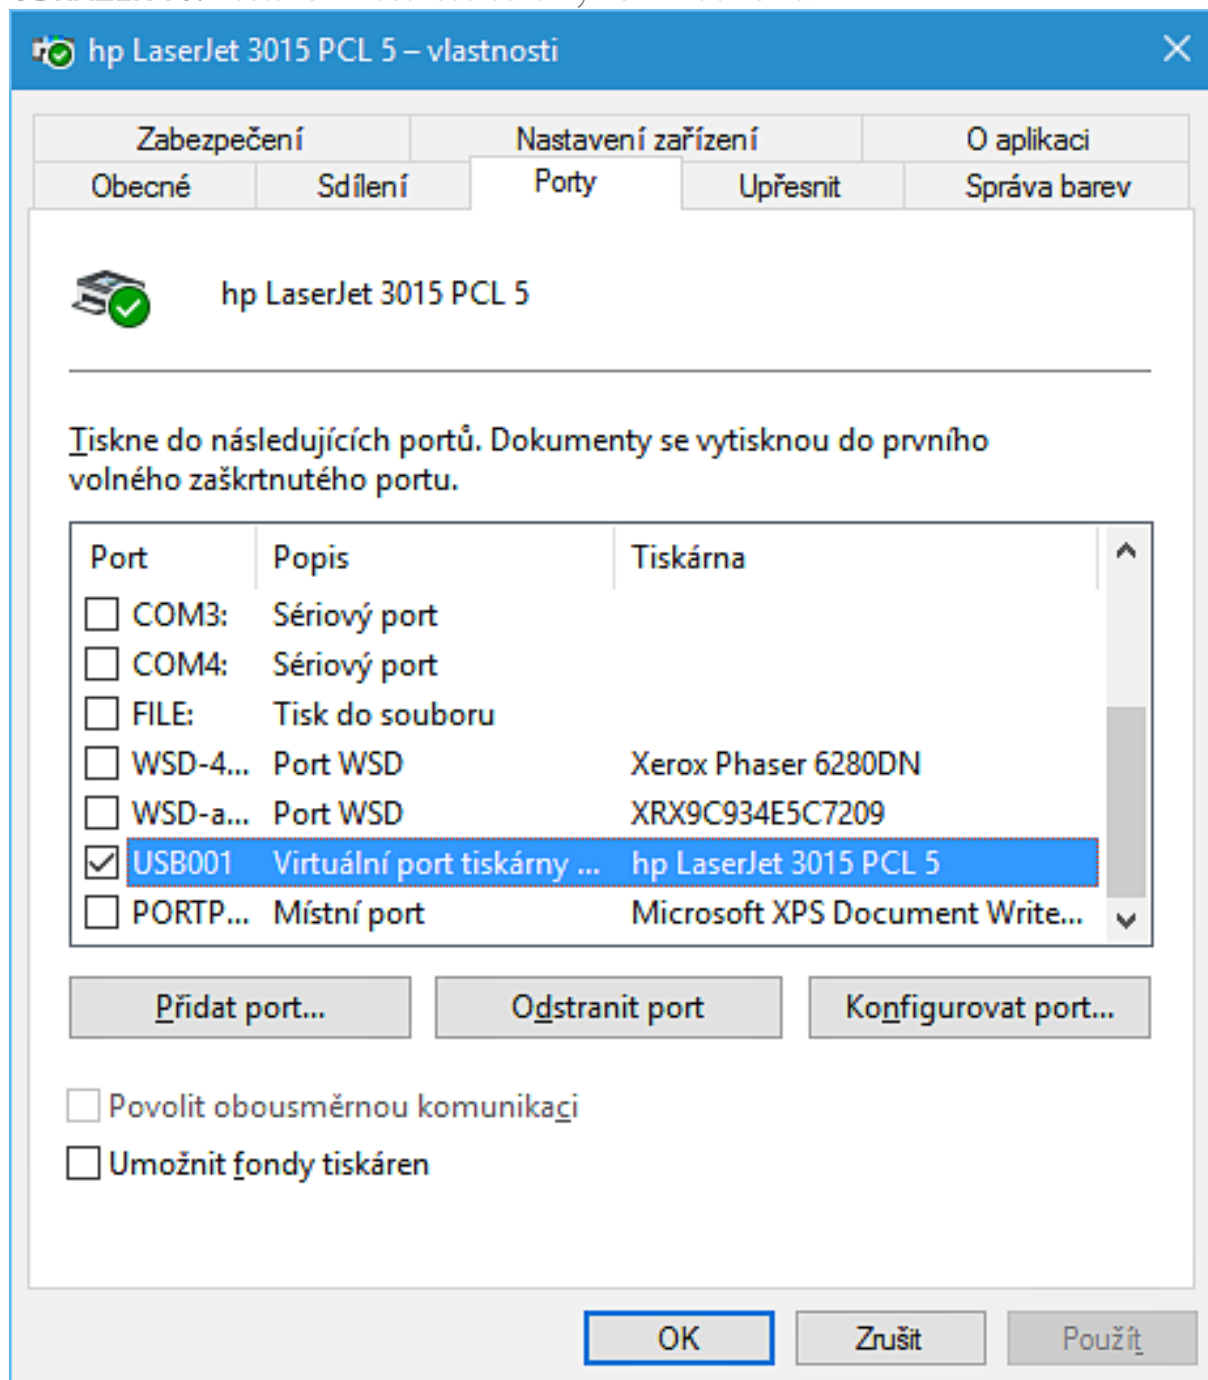 hp LaserJet 3015 PCL 5 – vlastnosti
Zabezpečení Nastavení zařízení O aplikaci
Obecné Sdílení Porty Upřesnit Správa barev
hp LaserJet 3015 PCL 5
Tiskne do následujících portů. Dokumenty se vytisknou do prvního
volného zaškrtnutého portu.
Port Popis Tiskárna
COM3: Sériový port
COM4: Sériový port
FILE: Tisk do souboru
WSD-4... Port WSD Xerox Phaser 6280DN
WSD-a... Port WSD XRX9C934E5C7209
USB001 Virtuální port tiskárny ... hp LaserJet 3015 PCL 5
PORTP... Místní port Microsoft XPS Document Write...
Přidat port... Odstranit port Konfigurovat port...
Povolit obousměrnou komunikaci
Umožnit fondy tiskáren
OK Zrušit Použít